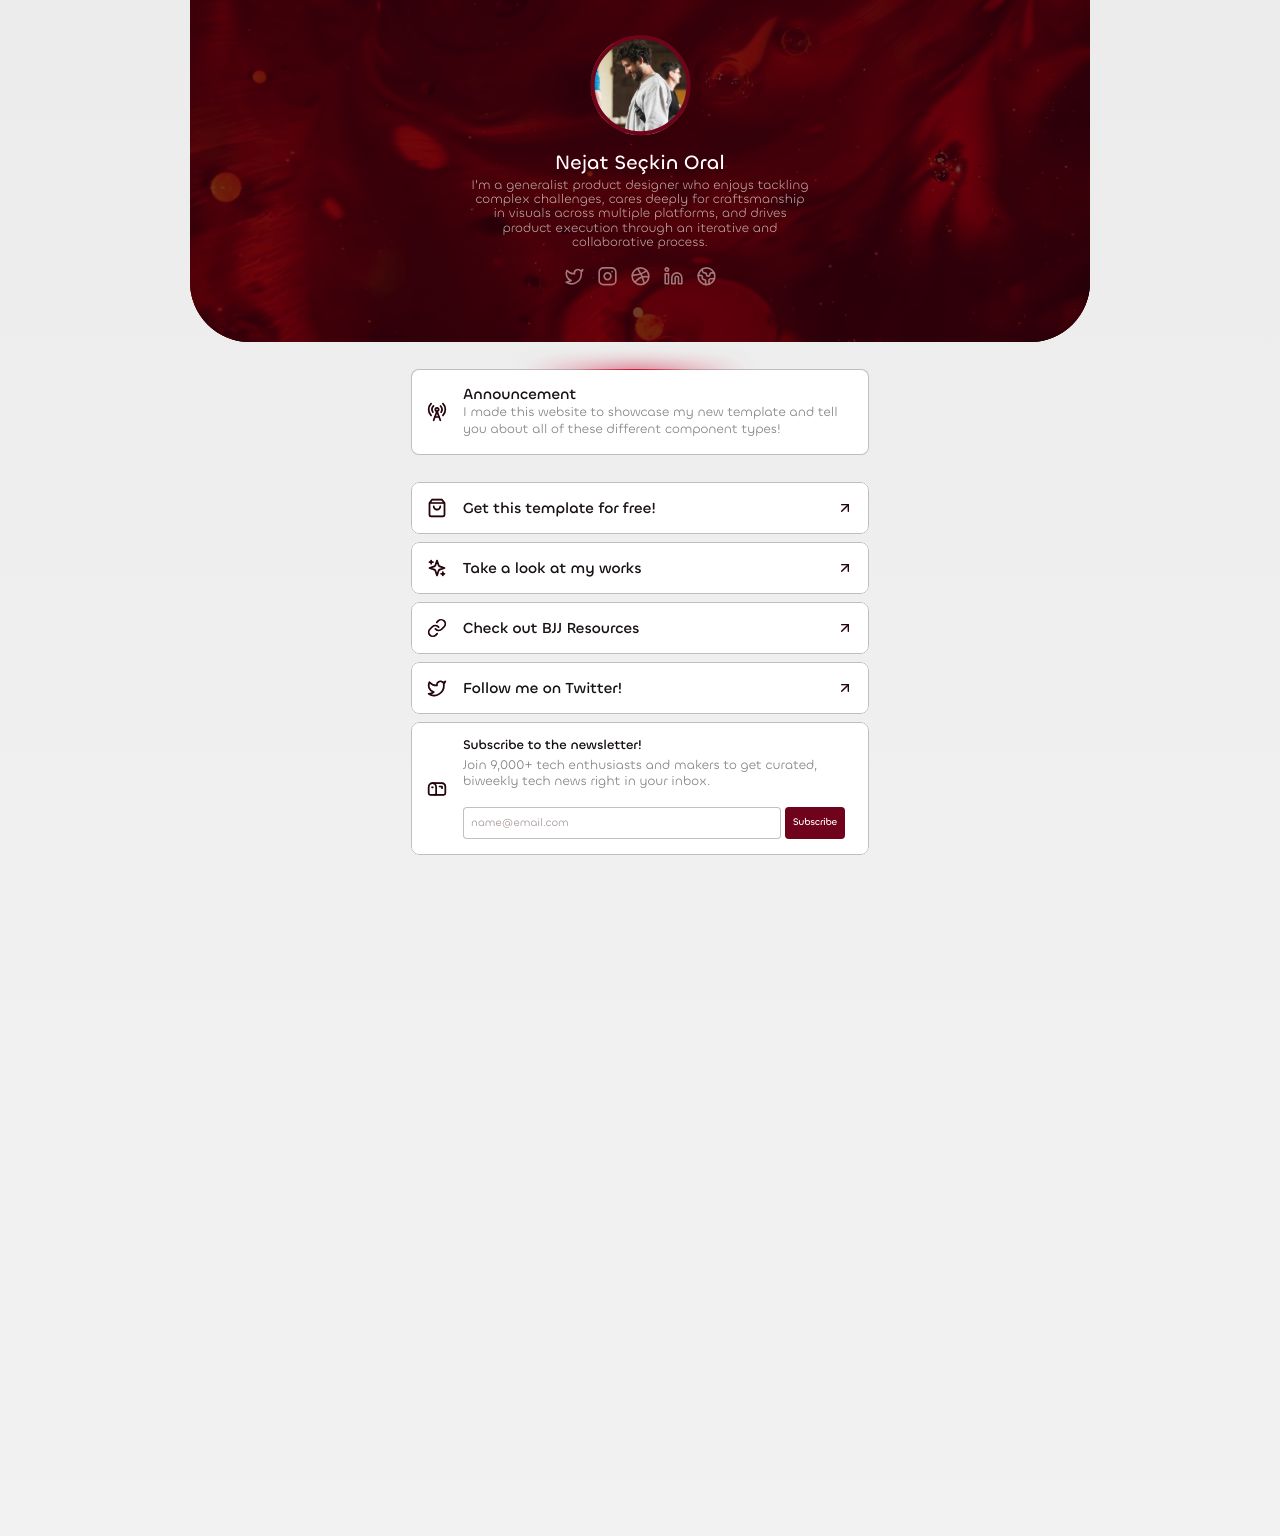 Nejat Seçkin Oral
I'm a generalist product designer who enjoys tackling
complex challenges, cares deeply for craftsmanship
in visuals across multiple platforms, and drives
product execution through an iterative and
collaborative process.
Announcement
I made this website to showcase my new template and tell
you about all of these different component types!
Get this template for free!
Take a look at my works
Check out BJJ Resources
Follow me on Twitter!
Subscribe to the newsletter!
Join 9,000+ tech enthusiasts and makers to get curated,
biweekly tech news right in your inbox.
name@email.com
Subscribe